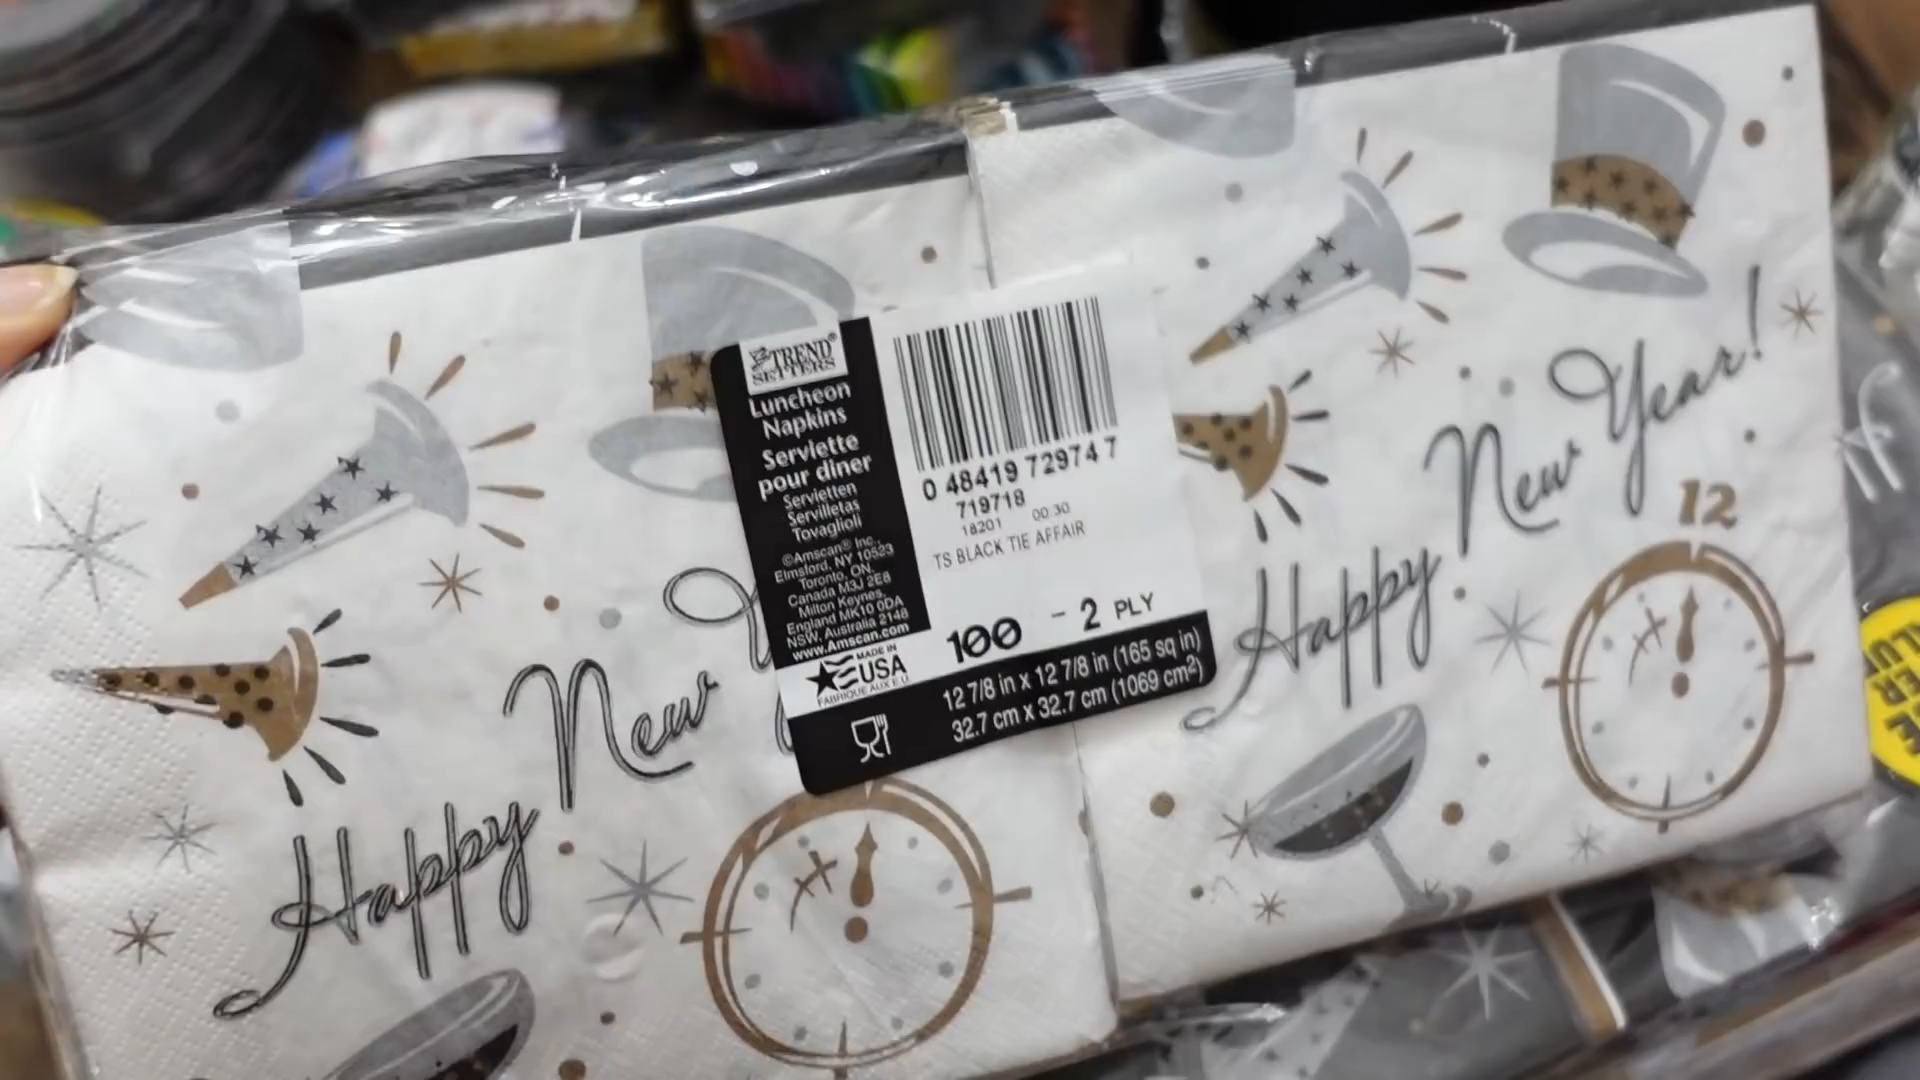 TREND
SETTERS
Luncheon
Napkins
Serviette
pour dîner
Servietten
Servilletas
Tovaglioli
©Amscan® Inc.,
Elmsford, NY 10523
Toronto, ON,
Canada M3J 2E8
Milton Keynes,
England MK10 0DA
NSW, Australia 2148
www.Amscan.com
MADE IN
USA
FABRIQUÉ AUX É.U.
0 48419 72974 7
719718
18201 00.30
TS BLACK TIE AFFAIR
100 - 2 PLY
12 7/8 in x 12 7/8 in (165 sq in)
32.7 cm x 32.7 cm (1069 cm²)
Happy New
Happy New Year!
12